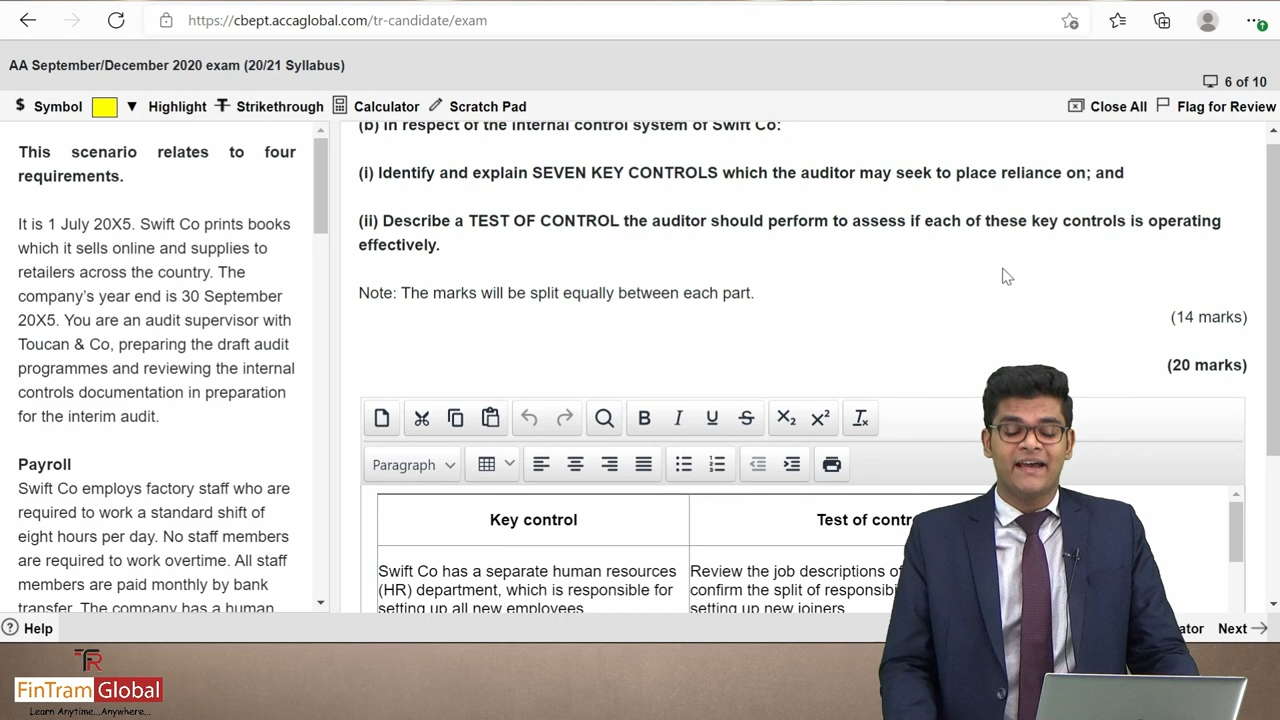 https://cbept.accaglobal.com/tr-candidate/exam
AA September/December 2020 exam (20/21 Syllabus)
6 of 10
$ Symbol
Highlight
Strikethrough
Calculator
Scratch Pad
Close All
Flag for Review
This scenario relates to four
requirements.
It is 1 July 20X5. Swift Co prints books
which it sells online and supplies to
retailers across the country. The
company's year end is 30 September
20X5. You are an audit supervisor with
Toucan & Co, preparing the draft audit
programmes and reviewing the internal
controls documentation in preparation
for the interim audit.
Payroll
Swift Co employs factory staff who are
required to work a standard shift of
eight hours per day. No staff members
are required to work overtime. All staff
members are paid monthly by bank
transfer. The company has a human
(b) In respect of the internal control system of Swift Co:
(i) Identify and explain SEVEN KEY CONTROLS which the auditor may seek to place reliance on; and
(ii) Describe a TEST OF CONTROL the auditor should perform to assess if each of these key controls is operating
effectively.
Note: The marks will be split equally between each part.
(14 marks)
(20 marks)
Paragraph
Key control
Test of
Swift Co has a separate human resources
(HR) department, which is responsible for
setting up all new employees
Review the job descriptions of
confirm the split of
setting up new joiners
Help
Next
FR
FinTram Global
Learn Anytime...Anywhere...